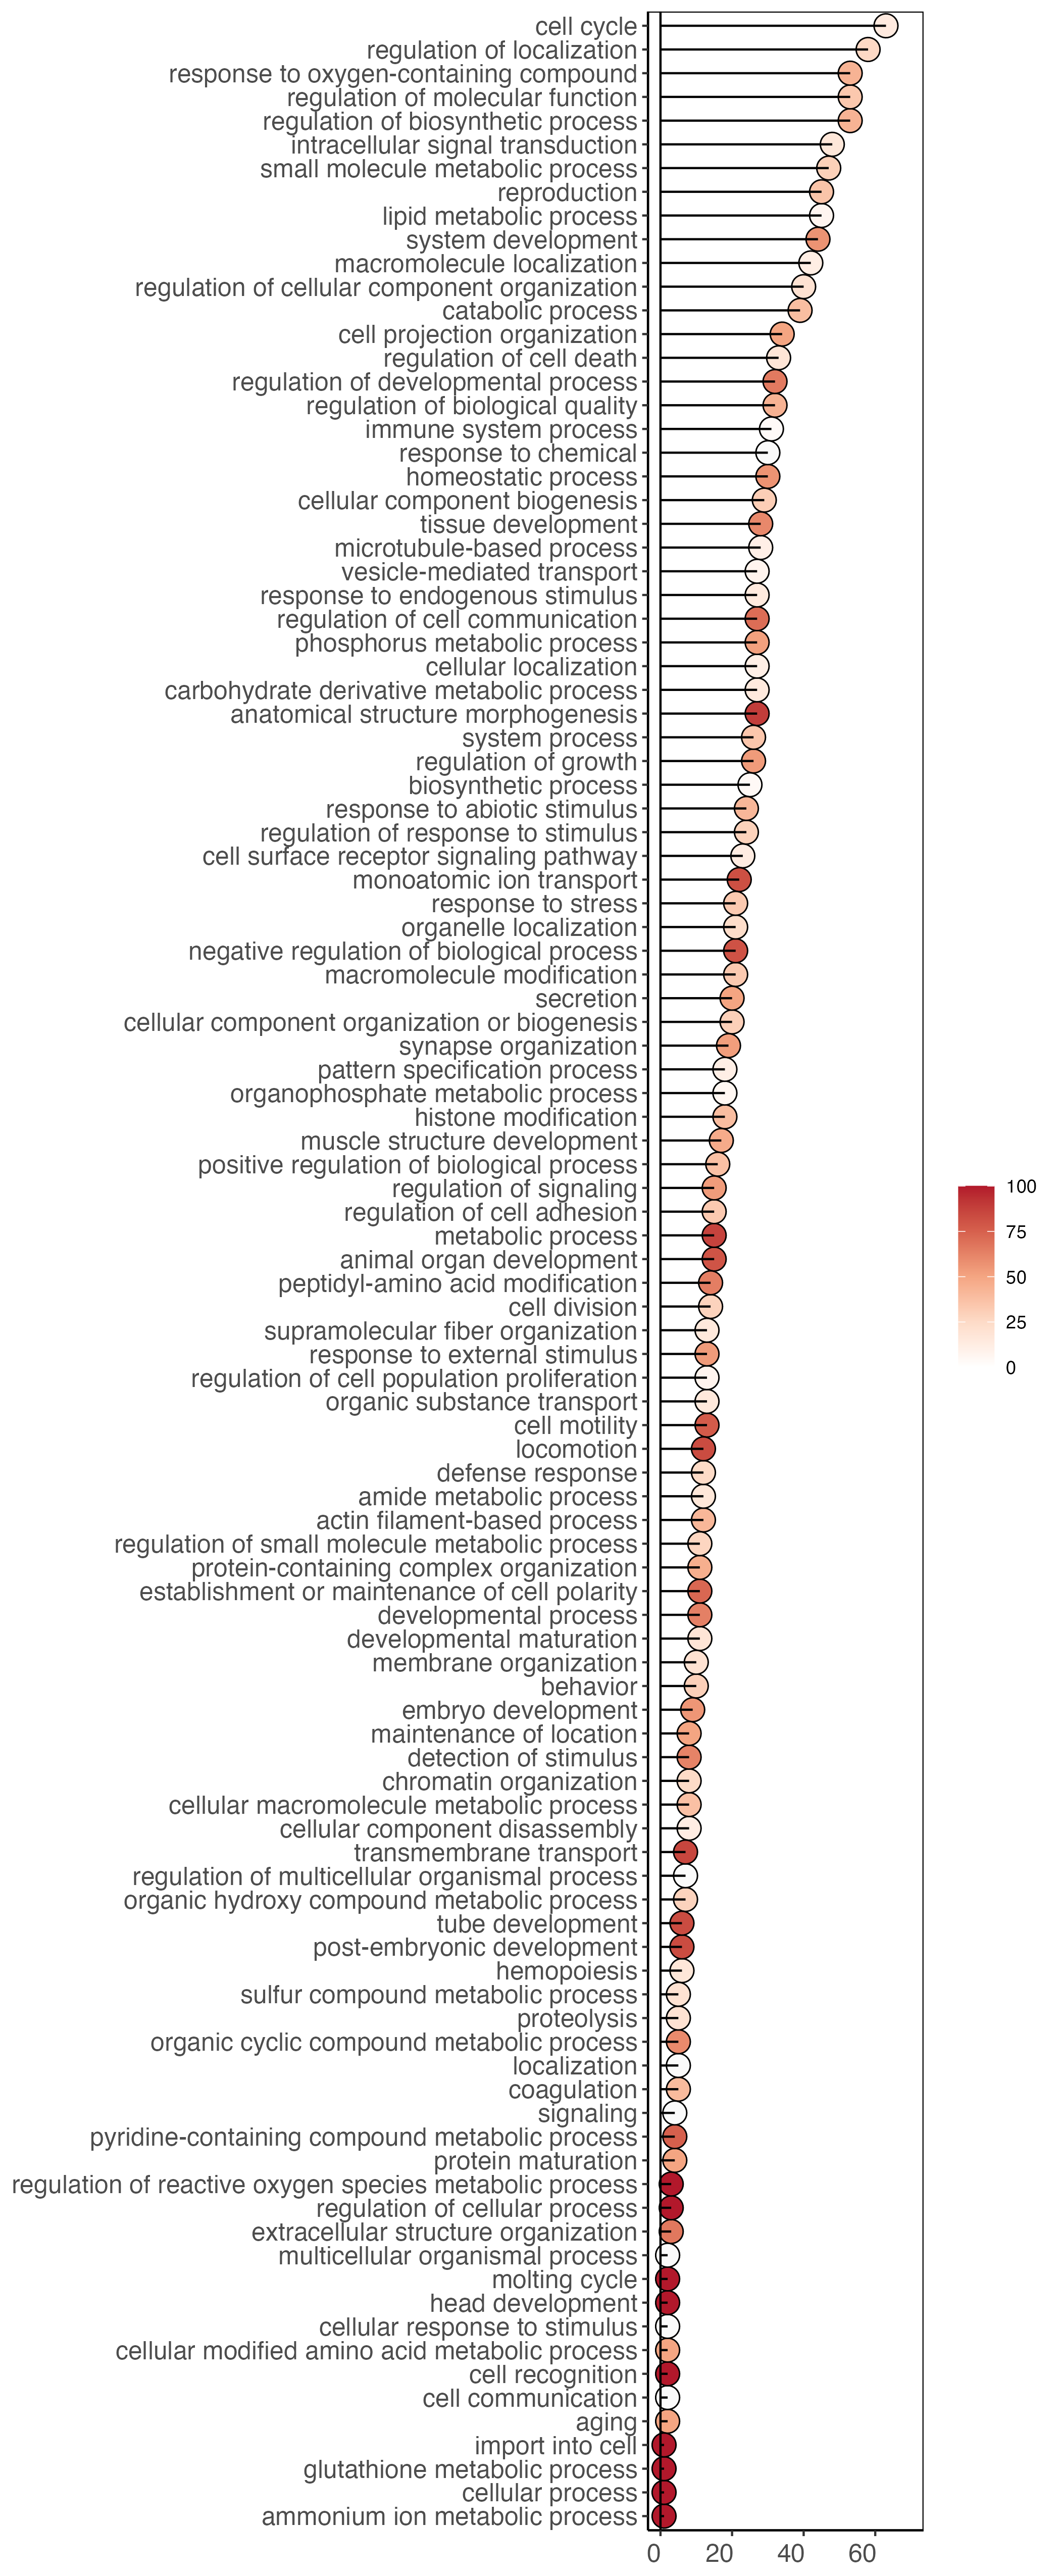 cell cycle
regulation of localization
response to oxygen-containing compound
regulation of molecular function
regulation of biosynthetic process
intracellular signal transduction
small molecule metabolic process
reproduction
lipid metabolic process
system development
macromolecule localization
regulation of cellular component organization
catabolic process
cell projection organization
regulation of cell death
regulation of developmental process
regulation of biological quality
immune system process
response to chemical
homeostatic process
cellular component biogenesis
tissue development
microtubule-based process
vesicle-mediated transport
response to endogenous stimulus
regulation of cell communication
phosphorus metabolic process
cellular localization
carbohydrate derivative metabolic process
anatomical structure morphogenesis
system process
regulation of growth
biosynthetic process
response to abiotic stimulus
regulation of response to stimulus
cell surface receptor signaling pathway
monoatomic ion transport
response to stress
organelle localization
negative regulation of biological process
macromolecule modification
secretion
cellular component organization or biogenesis
synapse organization
pattern specification process
organophosphate metabolic process
histone modification
muscle structure development
positive regulation of biological process
regulation of signaling
regulation of cell adhesion
metabolic process
animal organ development
peptidyl-amino acid modification
cell division
supramolecular fiber organization
response to external stimulus
regulation of cell population proliferation
organic substance transport
cell motility
locomotion
defense response
amide metabolic process
actin filament-based process
regulation of small molecule metabolic process
protein-containing complex organization
establishment or maintenance of cell polarity
developmental process
developmental maturation
membrane organization
behavior
embryo development
maintenance of location
detection of stimulus
chromatin organization
cellular macromolecule metabolic process
cellular component disassembly
transmembrane transport
regulation of multicellular organismal process
organic hydroxy compound metabolic process
tube development
post-embryonic development
hemopoiesis
sulfur compound metabolic process
proteolysis
organic cyclic compound metabolic process
localization
coagulation
signaling
pyridine-containing compound metabolic process
protein maturation
regulation of reactive oxygen species metabolic process
regulation of cellular process
extracellular structure organization
multicellular organismal process
molting cycle
head development
cellular response to stimulus
cellular modified amino acid metabolic process
cell recognition
cell communication
aging
import into cell
glutathione metabolic process
cellular process
ammonium ion metabolic process
0 20 40 60
100
75
50
25
0